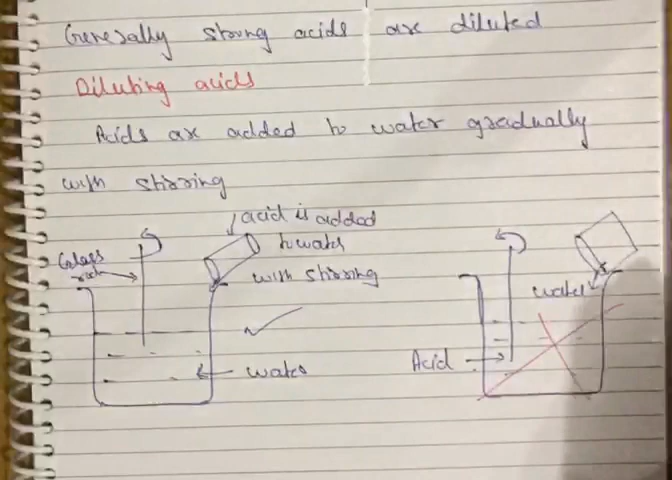 Generally strong acids are diluted
Diluting acids
Acids are added to water gradually
with stirring
acid is added
to water
with stirring
Glass
rod
water
water
Acid